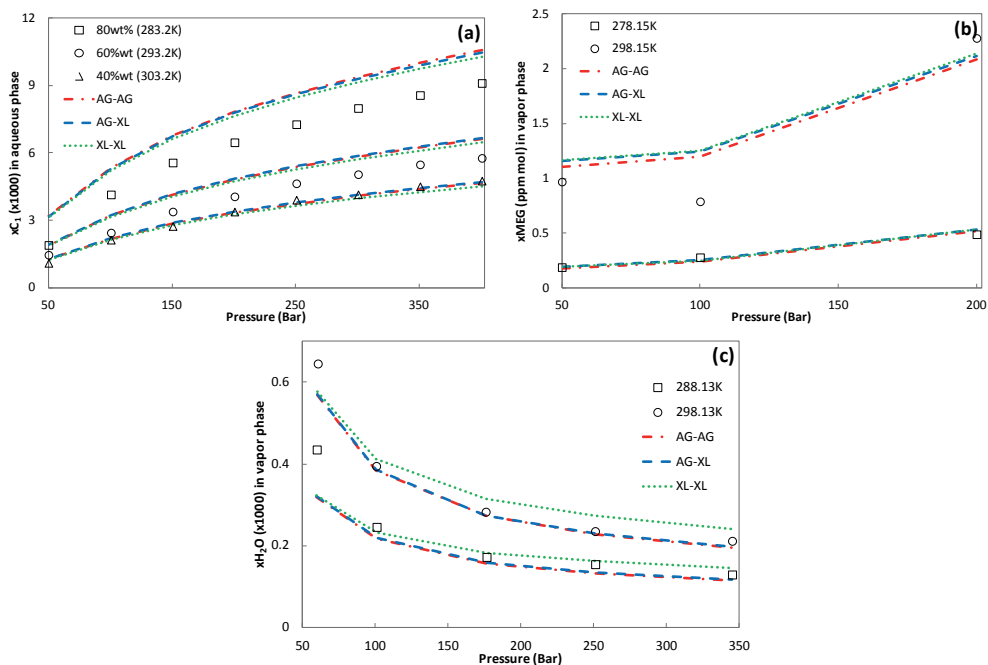 (a)
80wt% (283.2K)
60%wt (293.2K)
40%wt (303.2K)
AG-AG
AG-XL
XL-XL
12
9
6
3
0
50
150
250
350
xC₁ (x1000) in aqueous phase
Pressure (Bar)
(b)
278.15K
298.15K
AG-AG
AG-XL
XL-XL
2.5
2
1.5
1
0.5
0
50
100
150
200
xMEG (ppm mol) in vapor phase
Pressure (Bar)
(c)
288.13K
298.13K
AG-AG
AG-XL
XL-XL
0.6
0.4
0.2
0
50
100
150
200
250
300
350
xH₂O (x1000) in vapor phase
Pressure (Bar)